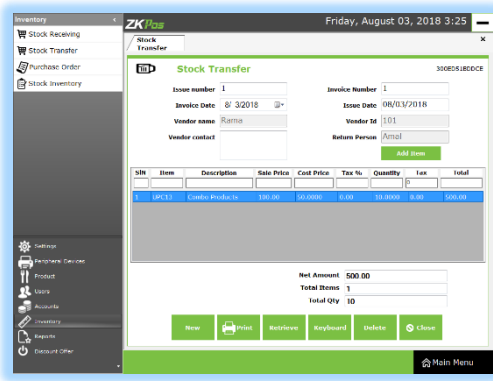 Inventory
Stock Receiving
Stock Transfer
Purchase Order
Stock Inventory
Settings
Peripheral Devices
Product
Users
Accounts
Inventory
Reports
Discount Offer
ZKPos
Friday, August 03, 2018 3:25
Stock Transfer
×
Stock Transfer
Issue number 1
Invoice Number 1
Invoice Date 8/ 3/2018
Issue Date 08/03/2018
Vendor name Rama
Vendor Id 101
Vendor contact
Return Person Amal
Add Item
SlN Item Description Sale Price Cost Price Tax % Quantity Tax Total
1 UPC13 Combo Products 100.00 50.0000 0.00 10.0000 0.00 500.00
Net Amount 500.00
Total Items 1
Total Qty 10
New Print Retrieve Keyboard Delete Close
Main Menu